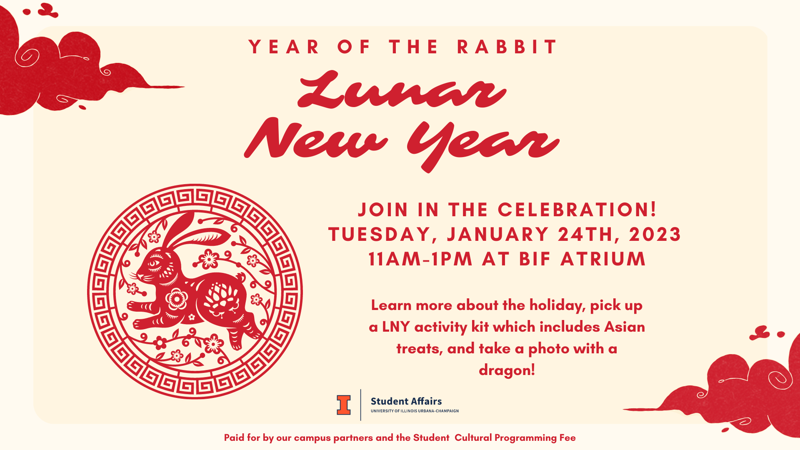 YEAR OF THE RABBIT
Lunar
New Year
JOIN IN THE CELEBRATION!
TUESDAY, JANUARY 24TH, 2023
11AM-1PM AT BIF ATRIUM
Learn more about the holiday, pick up
a LNY activity kit which includes Asian
treats, and take a photo with a
dragon!
I
Student Affairs
UNIVERSITY OF ILLINOIS URBANA-CHAMPAIGN
Paid for by our campus partners and the Student Cultural Programming Fee